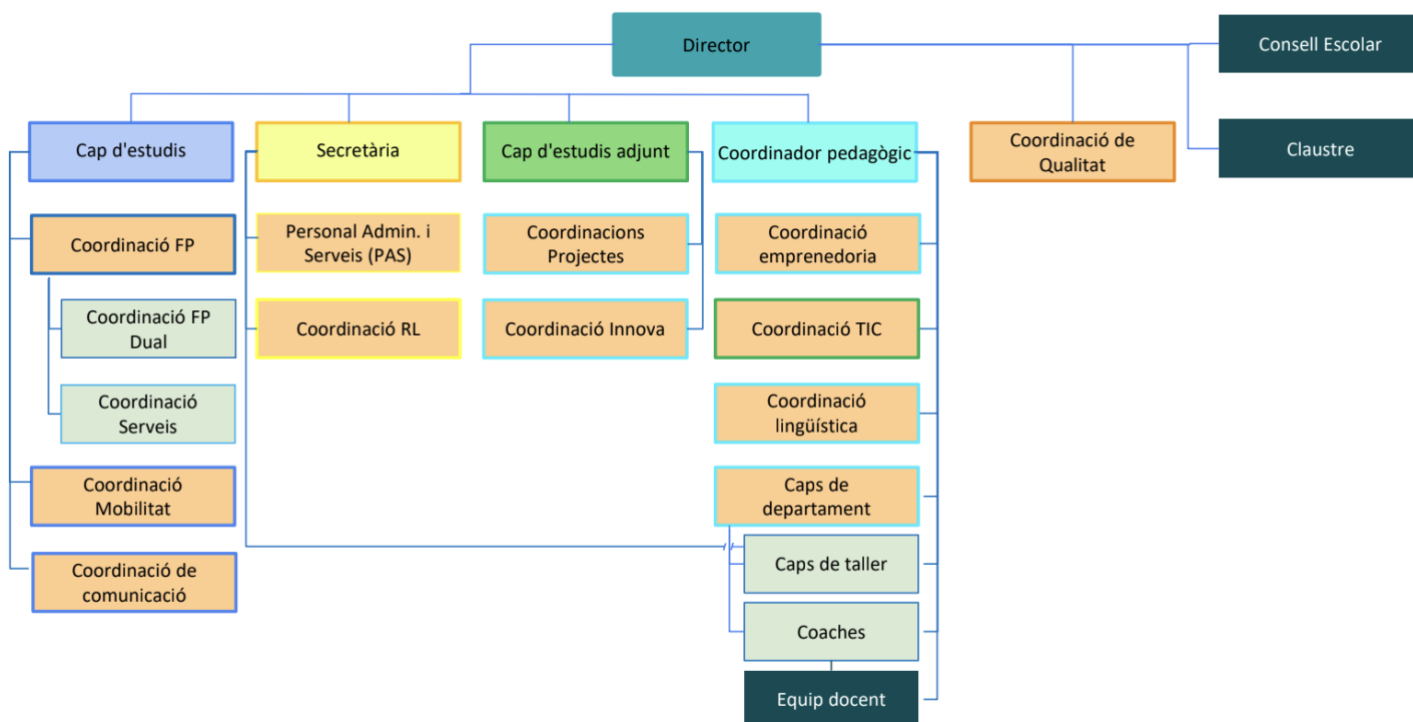 Director
Consell Escolar
Cap d'estudis
Secretària
Cap d'estudis adjunt
Coordinador pedagògic
Coordinació de
Qualitat
Claustre
Coordinació FP
Personal Admin. i
Serveis (PAS)
Coordinacions
Projectes
Coordinació
emprenedoria
Coordinació FP
Dual
Coordinació RL
Coordinació Innova
Coordinació TIC
Coordinació
Serveis
Coordinació
lingüística
Coordinació
Mobilitat
Caps de
departament
Coordinació de
comunicació
Caps de taller
Coaches
Equip docent